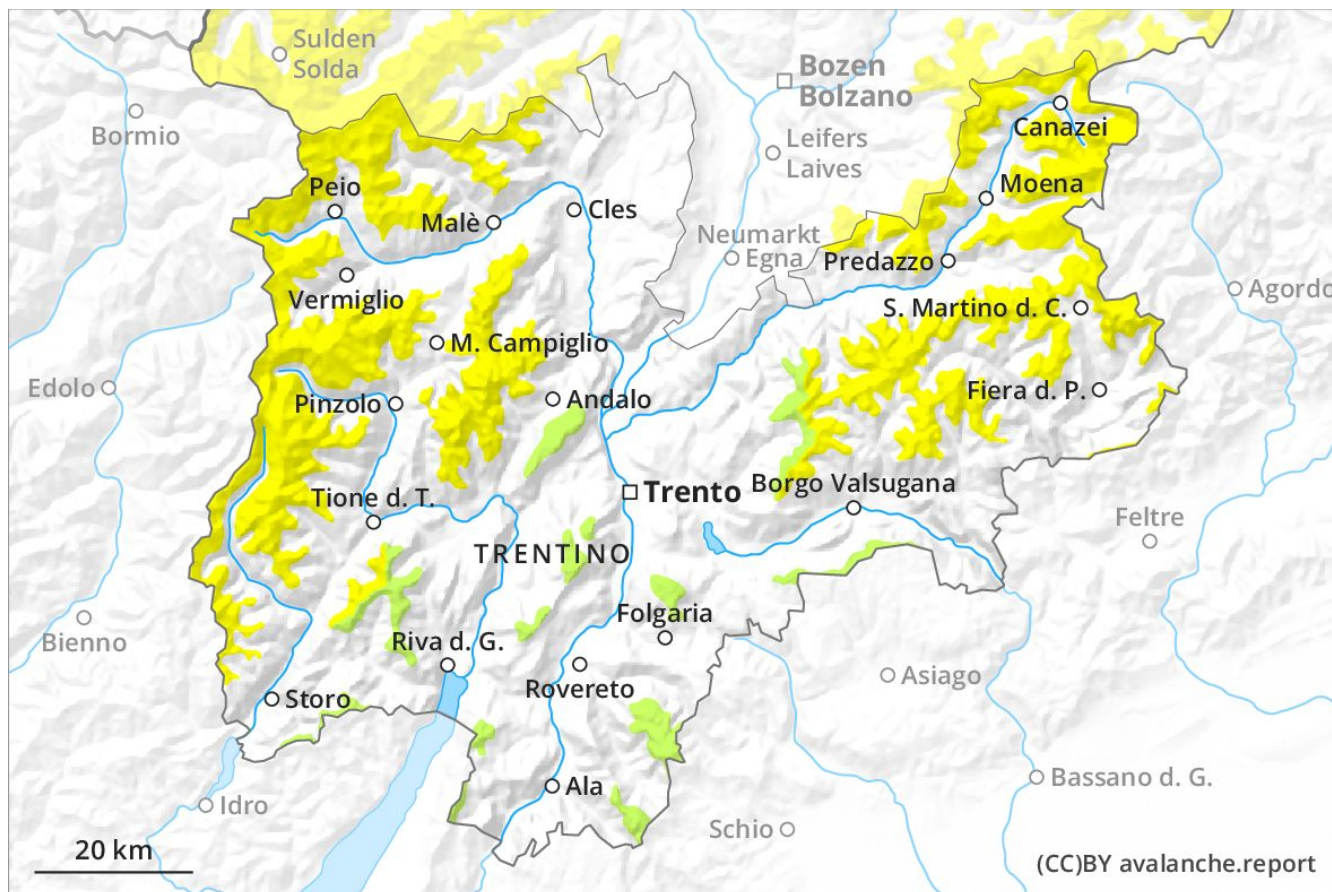 Sulden
Solda
Bozen
Bolzano
Bormio
Leifers
Laives
Canazei
Peio
Moena
Malè
Cles
Neumarkt
Egna
Predazzo
Vermiglio
Agordo
S. Martino d. C.
M. Campiglio
Edolo
Pinzolo
Andalo
Fiera d. P.
Trento
Borgo Valsugana
Tione d. T.
Feltre
TRENTINO
Bienno
Folgaria
Riva d. G.
Asiago
Rovereto
Storo
Bassano d. G.
Ala
Idro
Schio
20 km
(CC)BY avalanche.report